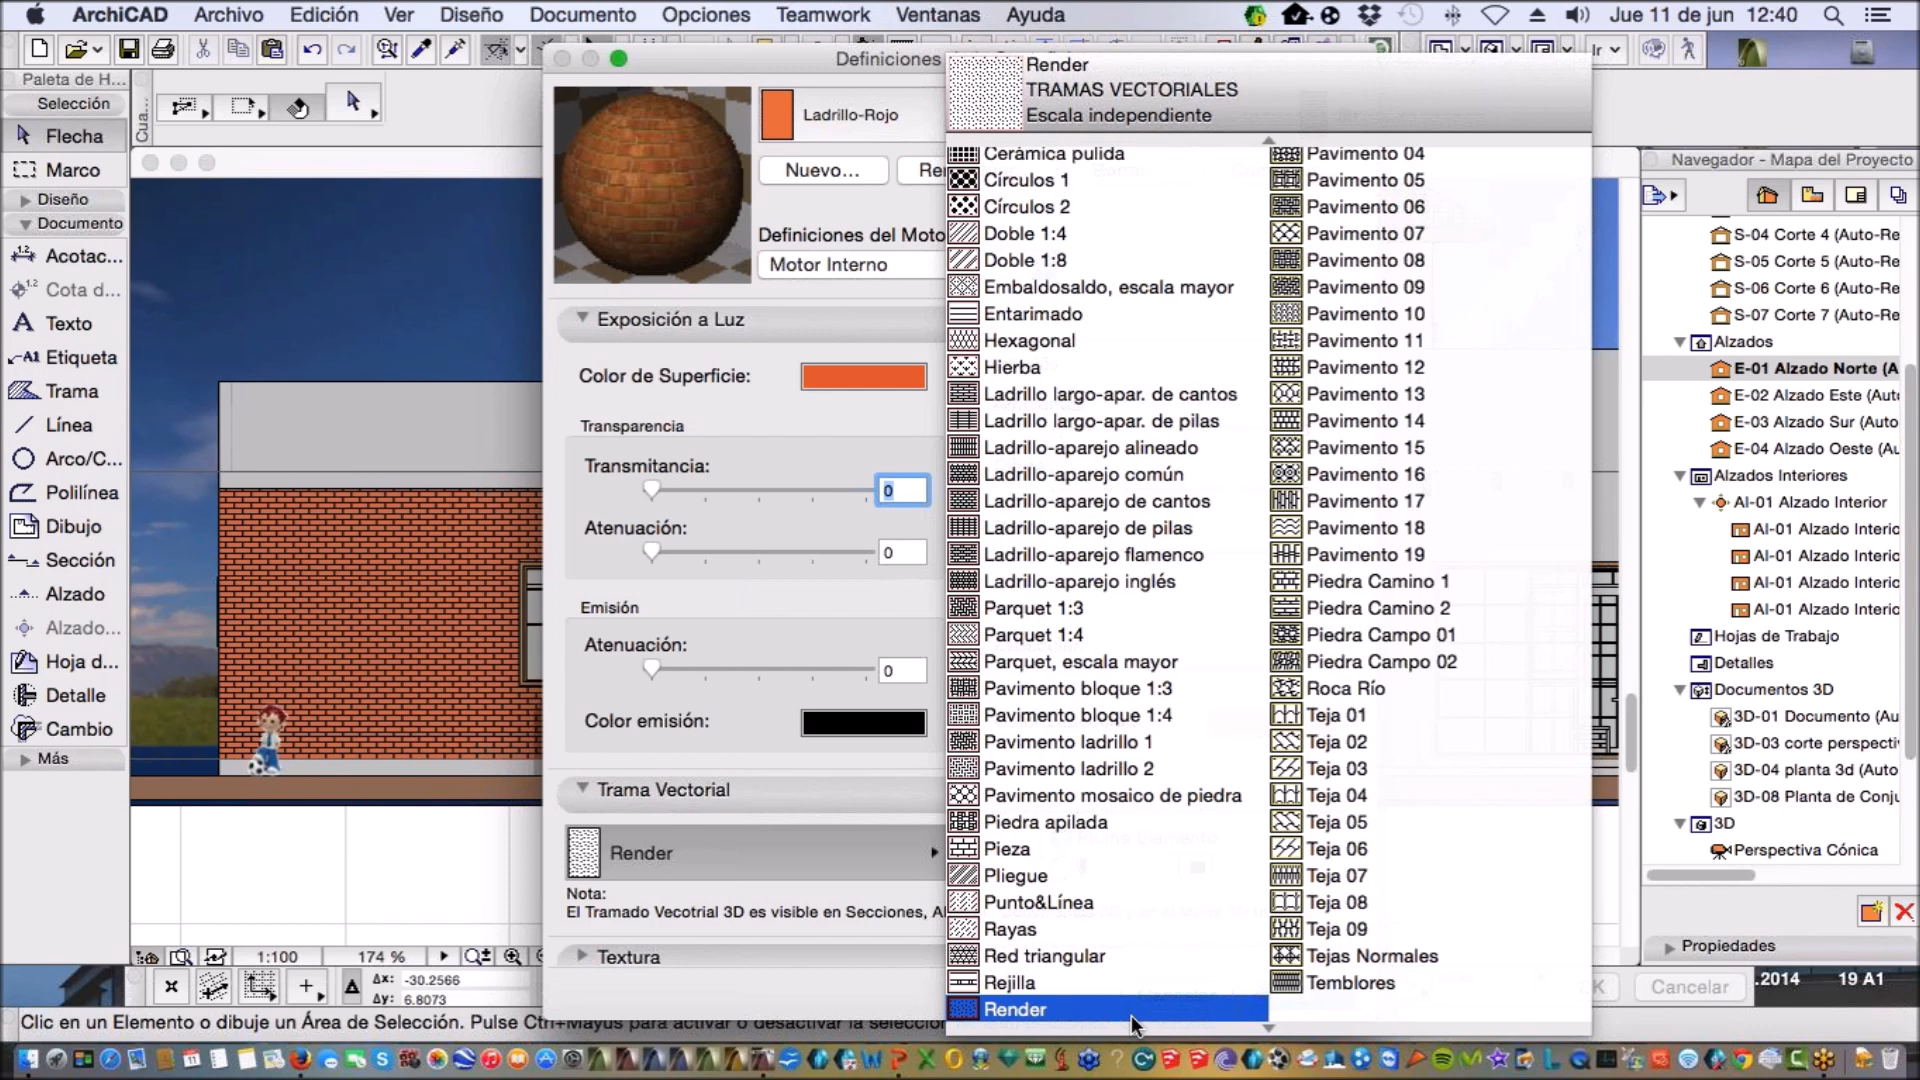 ArchiCAD Archivo Edición Ver Diseño Documento Opciones Teamwork Ventanas Ayuda Jue 11 de jun 12:40
Paleta de H...
Selección
Flecha
Marco
Diseño
Documento
Acotac...
Cota d...
Texto
Etiqueta
Trama
Línea
Arco/C...
Polilínea
Dibujo
Sección
Alzado
Alzado...
Hoja d...
Detalle
Cambio
Más
Cua...
Definiciones
Ladrillo-Rojo
Nuevo...
Definiciones del Moto
Motor Interno
Exposición a Luz
Color de Superficie:
Transparencia
Transmitancia:
0
Atenuación:
0
Emisión
Atenuación:
0
Color emisión:
Trama Vectorial
Render
Nota:
El Tramado Vecotrial 3D es visible en Secciones, A
Textura
Render
TRAMAS VECTORIALES
Escala independiente
Cerámica pulida
Círculos 1
Círculos 2
Doble 1:4
Doble 1:8
Embaldosaldo, escala mayor
Entarimado
Hexagonal
Hierba
Ladrillo largo-apar. de cantos
Ladrillo largo-apar. de pilas
Ladrillo-aparejo alineado
Ladrillo-aparejo común
Ladrillo-aparejo de cantos
Ladrillo-aparejo de pilas
Ladrillo-aparejo flamenco
Ladrillo-aparejo inglés
Parquet 1:3
Parquet 1:4
Parquet, escala mayor
Pavimento bloque 1:3
Pavimento bloque 1:4
Pavimento ladrillo 1
Pavimento ladrillo 2
Pavimento mosaico de piedra
Piedra apilada
Pieza
Pliegue
Punto&Línea
Rayas
Red triangular
Rejilla
Render
Pavimento 04
Pavimento 05
Pavimento 06
Pavimento 07
Pavimento 08
Pavimento 09
Pavimento 10
Pavimento 11
Pavimento 12
Pavimento 13
Pavimento 14
Pavimento 15
Pavimento 16
Pavimento 17
Pavimento 18
Pavimento 19
Piedra Camino 1
Piedra Camino 2
Piedra Campo 01
Piedra Campo 02
Roca Río
Teja 01
Teja 02
Teja 03
Teja 04
Teja 05
Teja 06
Teja 07
Teja 08
Teja 09
Tejas Normales
Temblores
Navegador - Mapa del Proyecto
S-04 Corte 4 (Auto-Re
S-05 Corte 5 (Auto-Re
S-06 Corte 6 (Auto-Re
S-07 Corte 7 (Auto-Re
Alzados
E-01 Alzado Norte (A
E-02 Alzado Este (Auto
E-03 Alzado Sur (Auto
E-04 Alzado Oeste (Au
Alzados Interiores
AI-01 Alzado Interior
AI-01 Alzado Interic
AI-01 Alzado Interic
AI-01 Alzado Interic
AI-01 Alzado Interic
Hojas de Trabajo
Detalles
Documentos 3D
3D-01 Documento (Au
3D-03 corte perspecti
3D-04 planta 3d (Auto
3D-08 Planta de Conju
3D
Perspectiva Cónica
Propiedades
1:100 174 %
Δx: -30.2566
Δy: 6.8073
Cancelar
.2014 19 A1
Clic en un Elemento o dibuje un Área de Selección. Pulse Ctrl+Mayus para activar o desactivar la selección